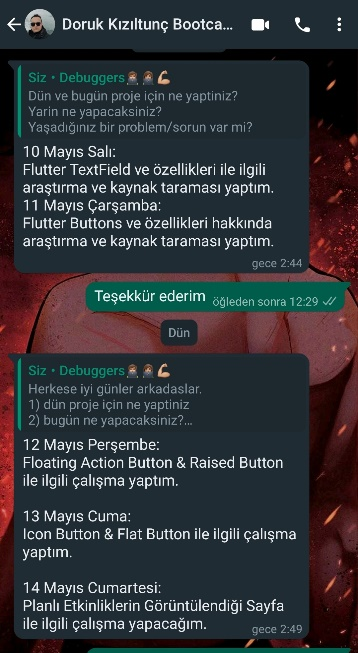 Doruk Kızıltunç Bootca...
Siz • Debuggers🤦🏻‍♀️🤦🏻‍♀️💪🏼
Dün ve bugün proje için ne yaptiniz?
Yarin ne yapacaksiniz?
Yaşadığınız bir problem/sorun var mi?
10 Mayıs Salı:
Flutter TextField ve özellikleri ile ilgili
araştırma ve kaynak taraması yaptım.
11 Mayıs Çarşamba:
Flutter Buttons ve özellikleri hakkında
araştırma ve kaynak taraması yaptım.
gece 2:44
Teşekkür ederim
öğleden sonra 12:29
Dün
Siz • Debuggers🤦🏻‍♀️🤦🏻‍♀️💪🏼
Herkese iyi günler arkadaslar.
1) dün proje için ne yaptiniz
2) bugün ne yapacaksiniz?...
12 Mayıs Perşembe:
Floating Action Button & Raised Button
ile ilgili çalışma yaptım.
13 Mayıs Cuma:
Icon Button & Flat Button ile ilgili çalışma
yaptım.
14 Mayıs Cumartesi:
Planlı Etkinliklerin Görüntülendiği Sayfa
ile ilgili çalışma yapacağım.
gece 2:49